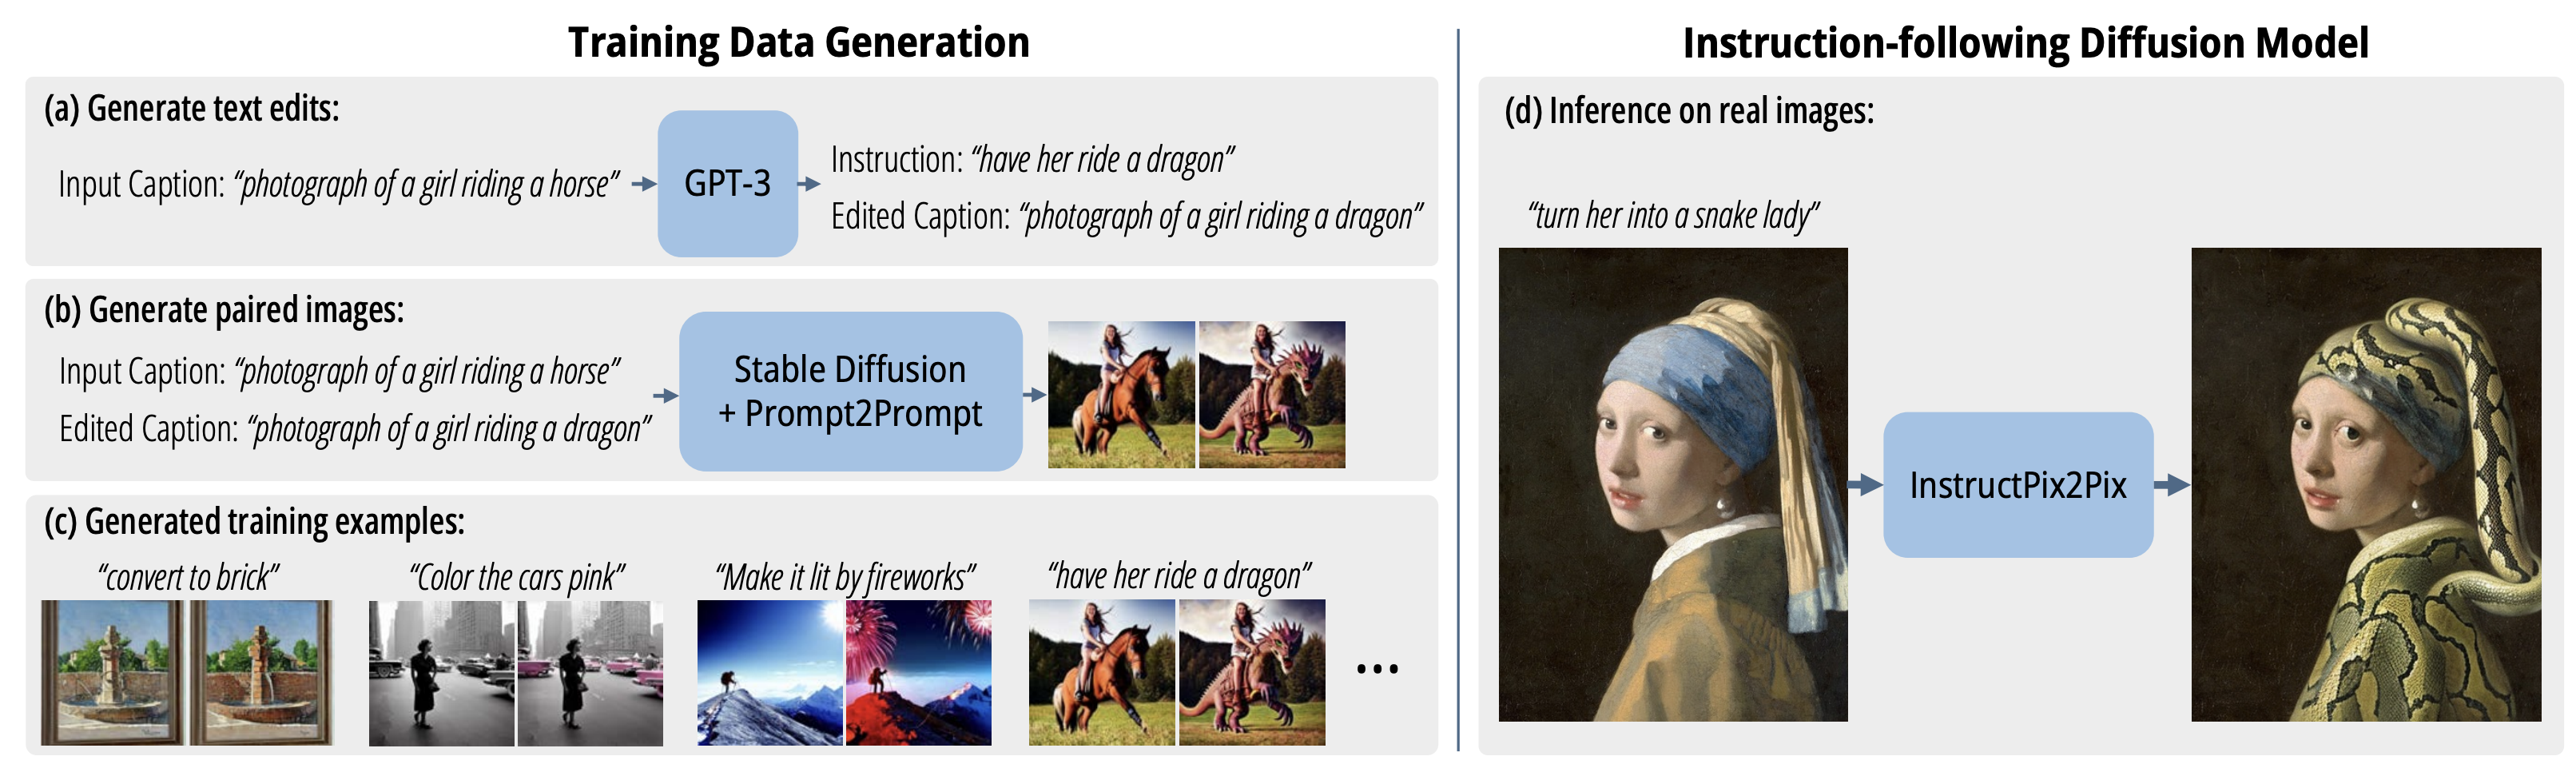 Training Data Generation
(a) Generate text edits:
Input Caption: “photograph of a girl riding a horse”
GPT-3
Instruction: “have her ride a dragon”
Edited Caption: “photograph of a girl riding a dragon”
(b) Generate paired images:
Input Caption: “photograph of a girl riding a horse”
Edited Caption: “photograph of a girl riding a dragon”
Stable Diffusion
+ Prompt2Prompt
(c) Generated training examples:
“convert to brick”
“Color the cars pink”
“Make it lit by fireworks”
“have her ride a dragon”
...
Instruction-following Diffusion Model
(d) Inference on real images:
“turn her into a snake lady”
InstructPix2Pix